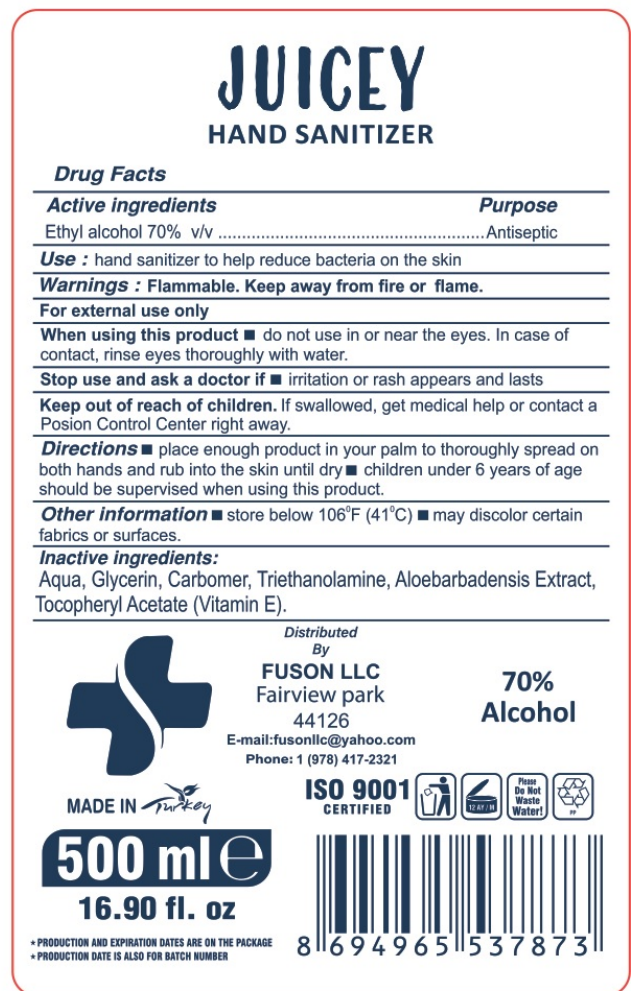 JUICEY
HAND SANITIZER
Drug Facts
Active ingredients Purpose
Ethyl alcohol 70% v/v ........................................................Antiseptic
Use : hand sanitizer to help reduce bacteria on the skin
Warnings : Flammable. Keep away from fire or flame.
For external use only
When using this product ■ do not use in or near the eyes. In case of
contact, rinse eyes thoroughly with water.
Stop use and ask a doctor if ■ irritation or rash appears and lasts
Keep out of reach of children. If swallowed, get medical help or contact a
Posion Control Center right away.
Directions ■ place enough product in your palm to thoroughly spread on
both hands and rub into the skin until dry ■ children under 6 years of age
should be supervised when using this product.
Other information ■ store below 106⁰F (41⁰C) ■ may discolor certain
fabrics or surfaces.
Inactive ingredients:
Aqua, Glycerin, Carbomer, Triethanolamine, Aloebarbadensis Extract,
Tocopheryl Acetate (Vitamin E).
Distributed
By
FUSON LLC
Fairview park
44126
E-mail:fusonllc@yahoo.com
Phone: 1 (978) 417-2321
70%
Alcohol
MADE IN Turkey
ISO 9001
CERTIFIED
12 AY / M
Please
Do Not
Waste
Water!
PP
500 ml e
16.90 fl. oz
* PRODUCTION AND EXPIRATION DATES ARE ON THE PACKAGE
* PRODUCTION DATE IS ALSO FOR BATCH NUMBER
8 694965 537873